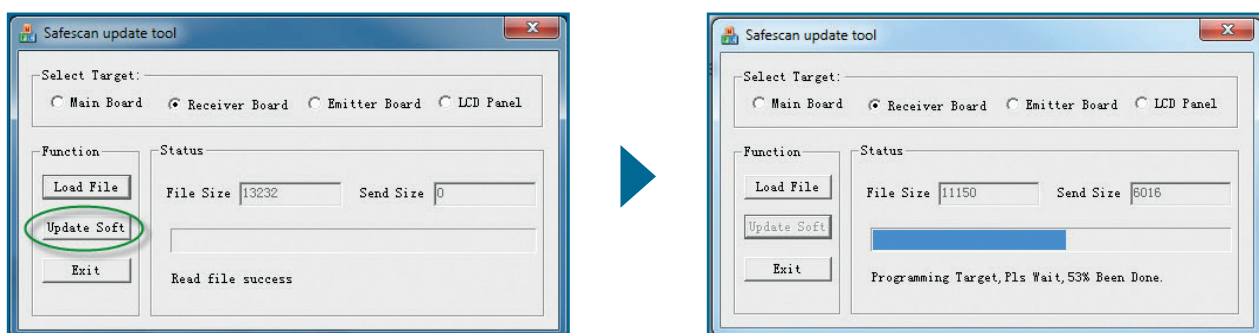 Safescan update tool
Select Target:
Main Board Receiver Board Emitter Board LCD Panel
Function
Load File
Update Soft
Exit
Status
File Size 13232 Send Size 0
Read file success
Safescan update tool
Select Target:
Main Board Receiver Board Emitter Board LCD Panel
Function
Load File
Update Soft
Exit
Status
File Size 11150 Send Size 6016
Programming Target,Pls Wait,53% Been Done.